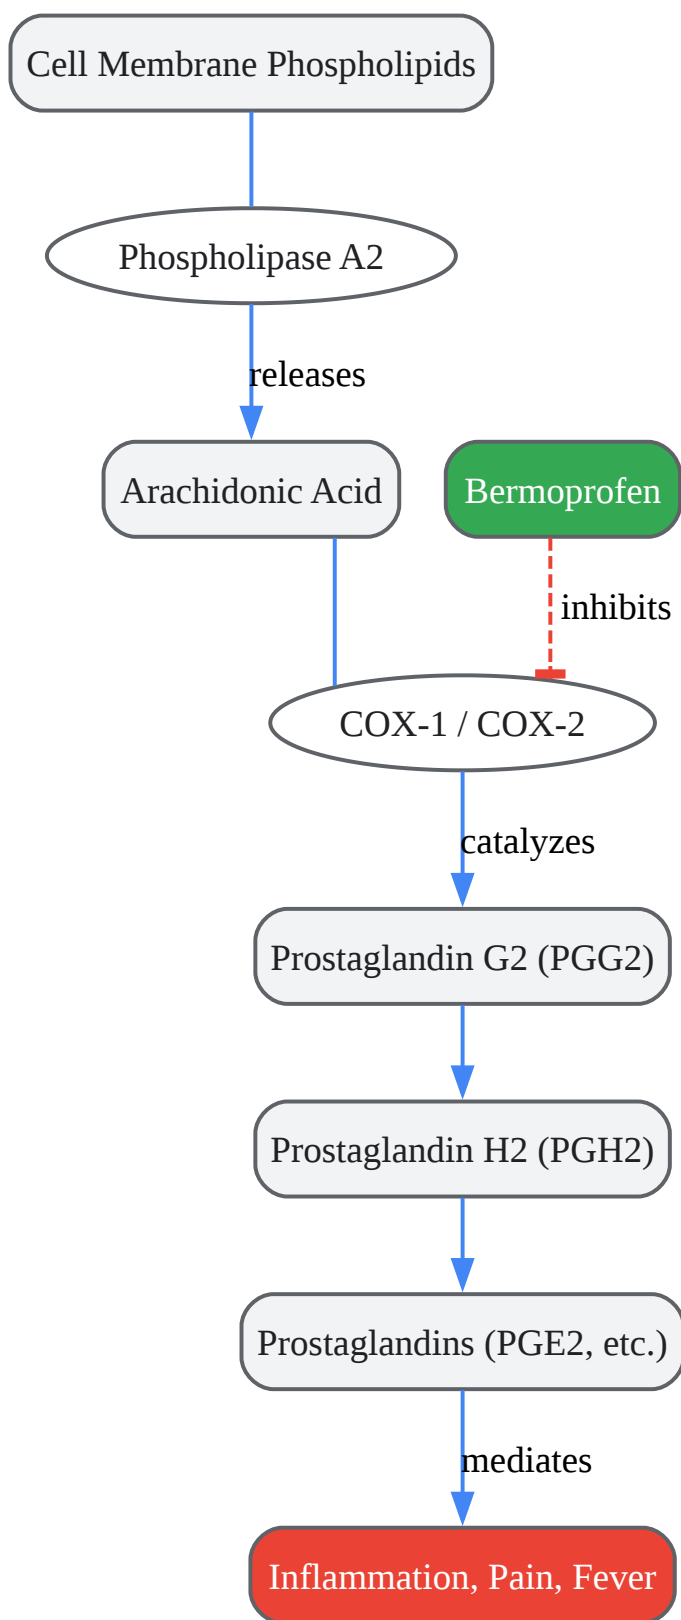 Cell Membrane Phospholipids
Phospholipase A2
releases
Arachidonic Acid
Bermoprofen
inhibits
COX-1 / COX-2
catalyzes
Prostaglandin G2 (PGG2)
Prostaglandin H2 (PGH2)
Prostaglandins (PGE2, etc.)
mediates
Inflammation, Pain, Fever